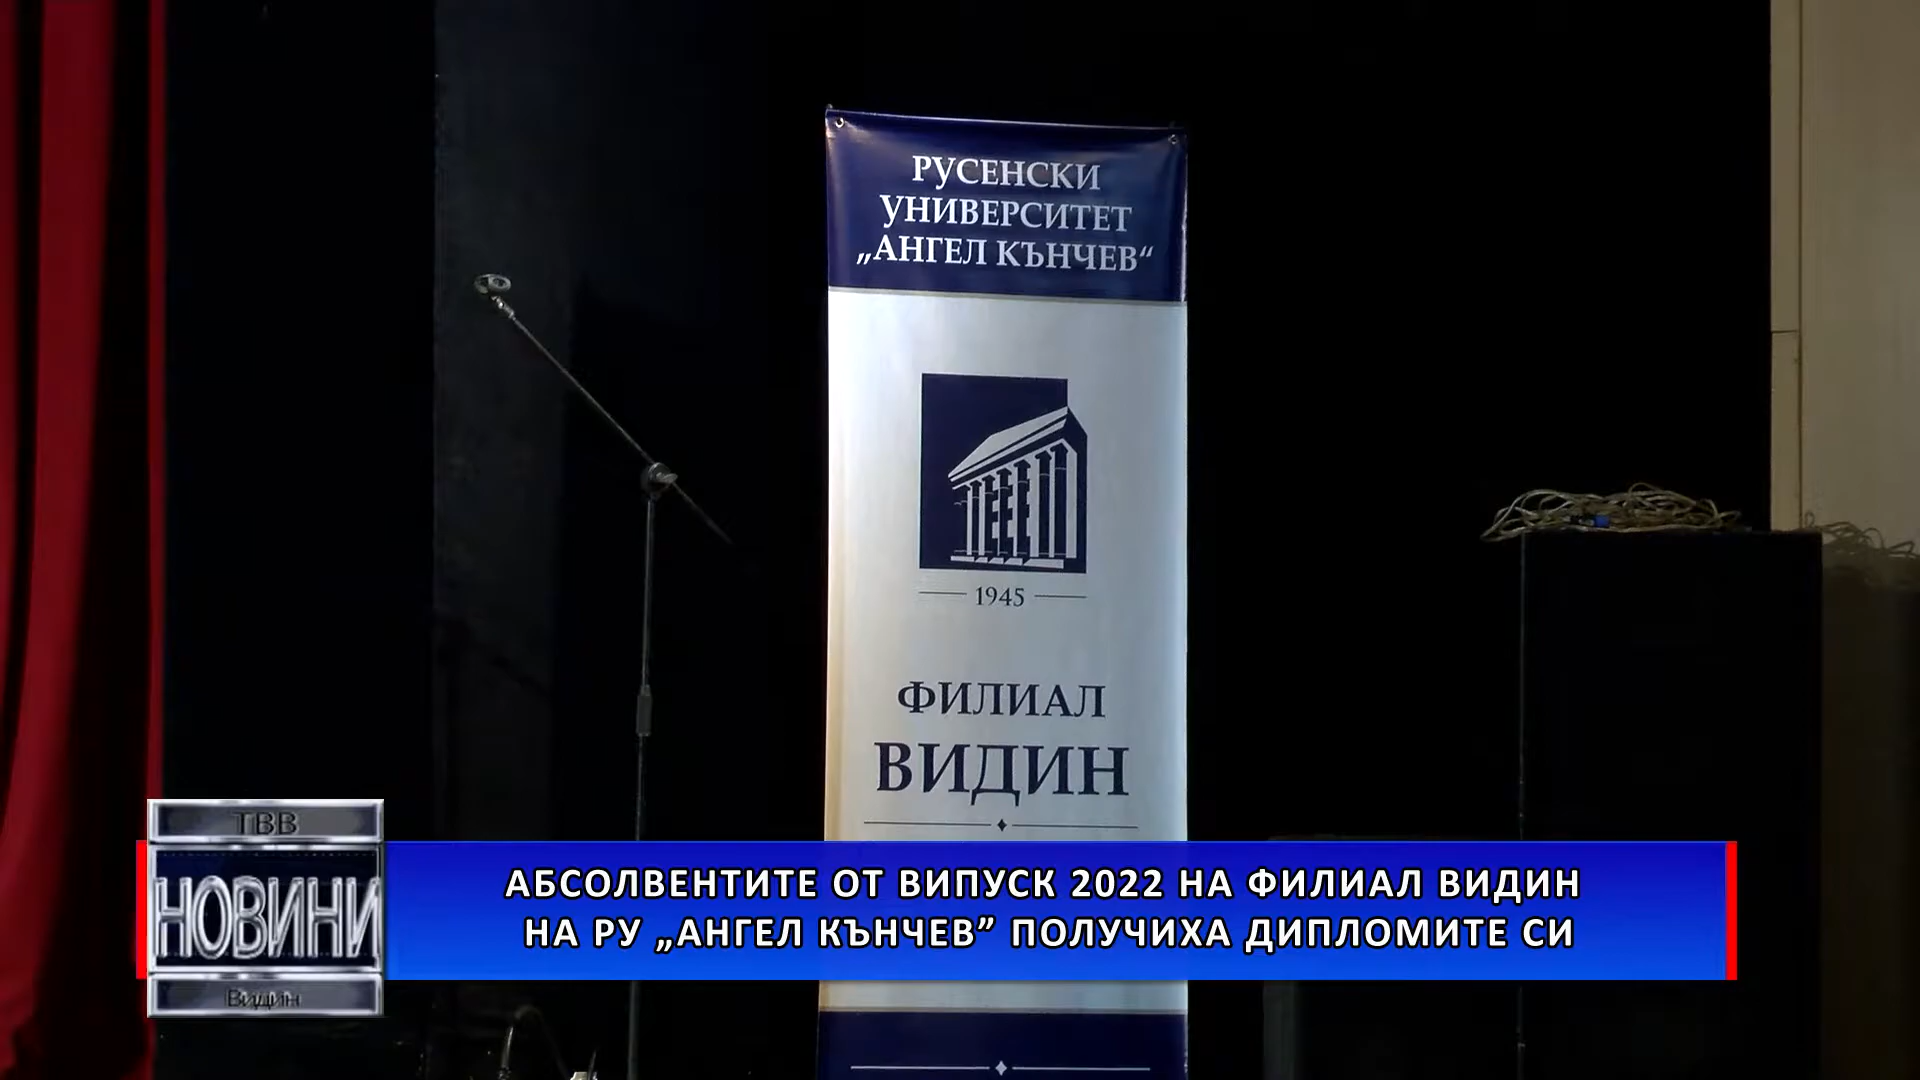 РУСЕНСКИ
УНИВЕРСИТЕТ
„АНГЕЛ КЪНЧЕВ“
1945
ФИЛИАЛ
ВИДИН
ТВВ
НОВИНИ
Видин
АБСОЛВЕНТИТЕ ОТ ВИПУСК 2022 НА ФИЛИАЛ ВИДИН
НА РУ „АНГЕЛ КЪНЧЕВ” ПОЛУЧИХА ДИПЛОМИТЕ СИ